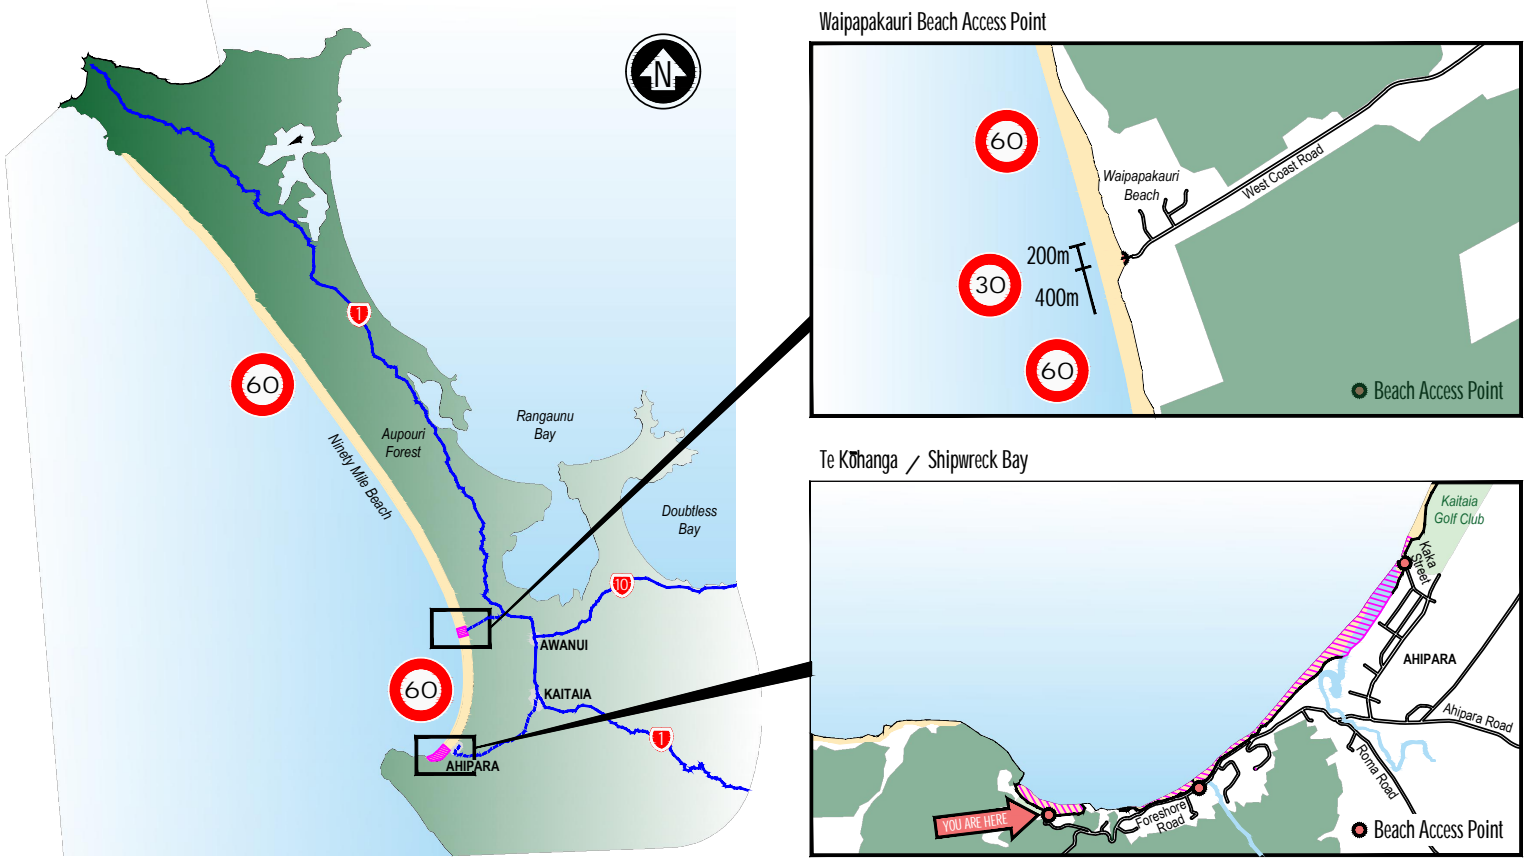 N
1
60
Aupouri
Forest
Ninety Mile Beach
Rangaunu
Bay
Doubtless
Bay
10
AWANUI
60
KAITAIA
1
AHIPARA
Waipapakauri Beach Access Point
60
Waipapakauri
Beach
West Coast Road
200m
30
400m
60
Beach Access Point
Te Kōhanga / Shipwreck Bay
Kaitaia
Golf Club
Kaka
Street
AHIPARA
Ahipara Road
Roma Road
Foreshore
Road
YOU ARE HERE
Beach Access Point